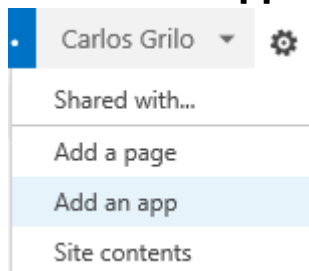 Carlos Grilo
Shared with...
Add a page
Add an app
Site contents